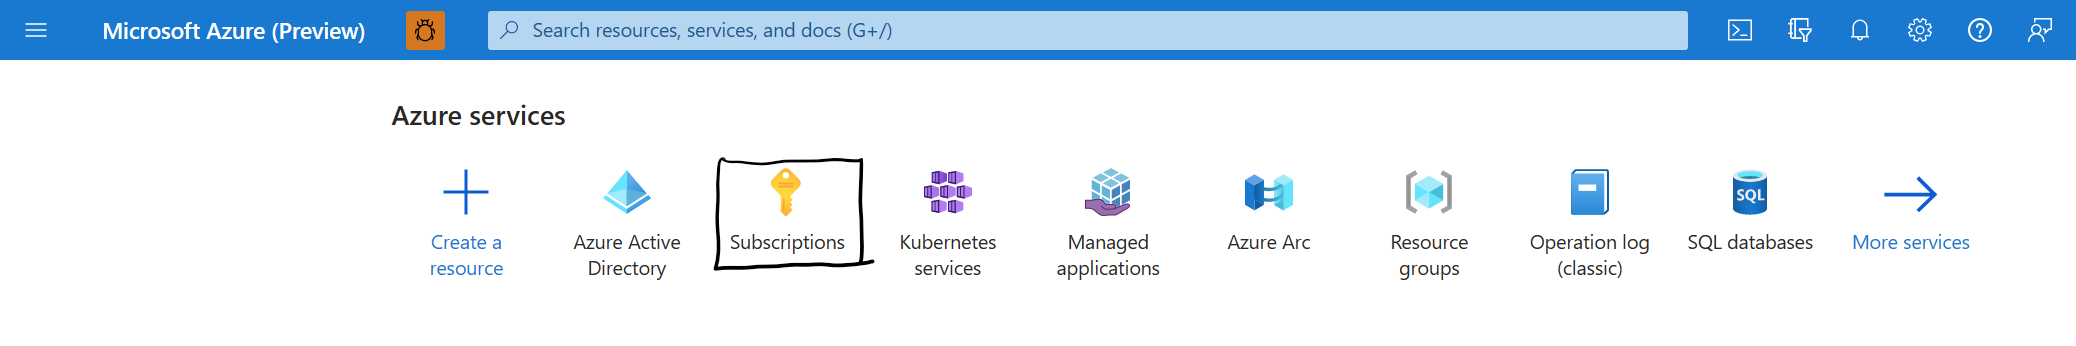 Microsoft Azure (Preview)
Search resources, services, and docs (G+/)
Azure services
Create a
resource
Azure Active
Directory
Subscriptions
Kubernetes
services
Managed
applications
Azure Arc
Resource
groups
Operation log
(classic)
SQL
SQL databases
More services